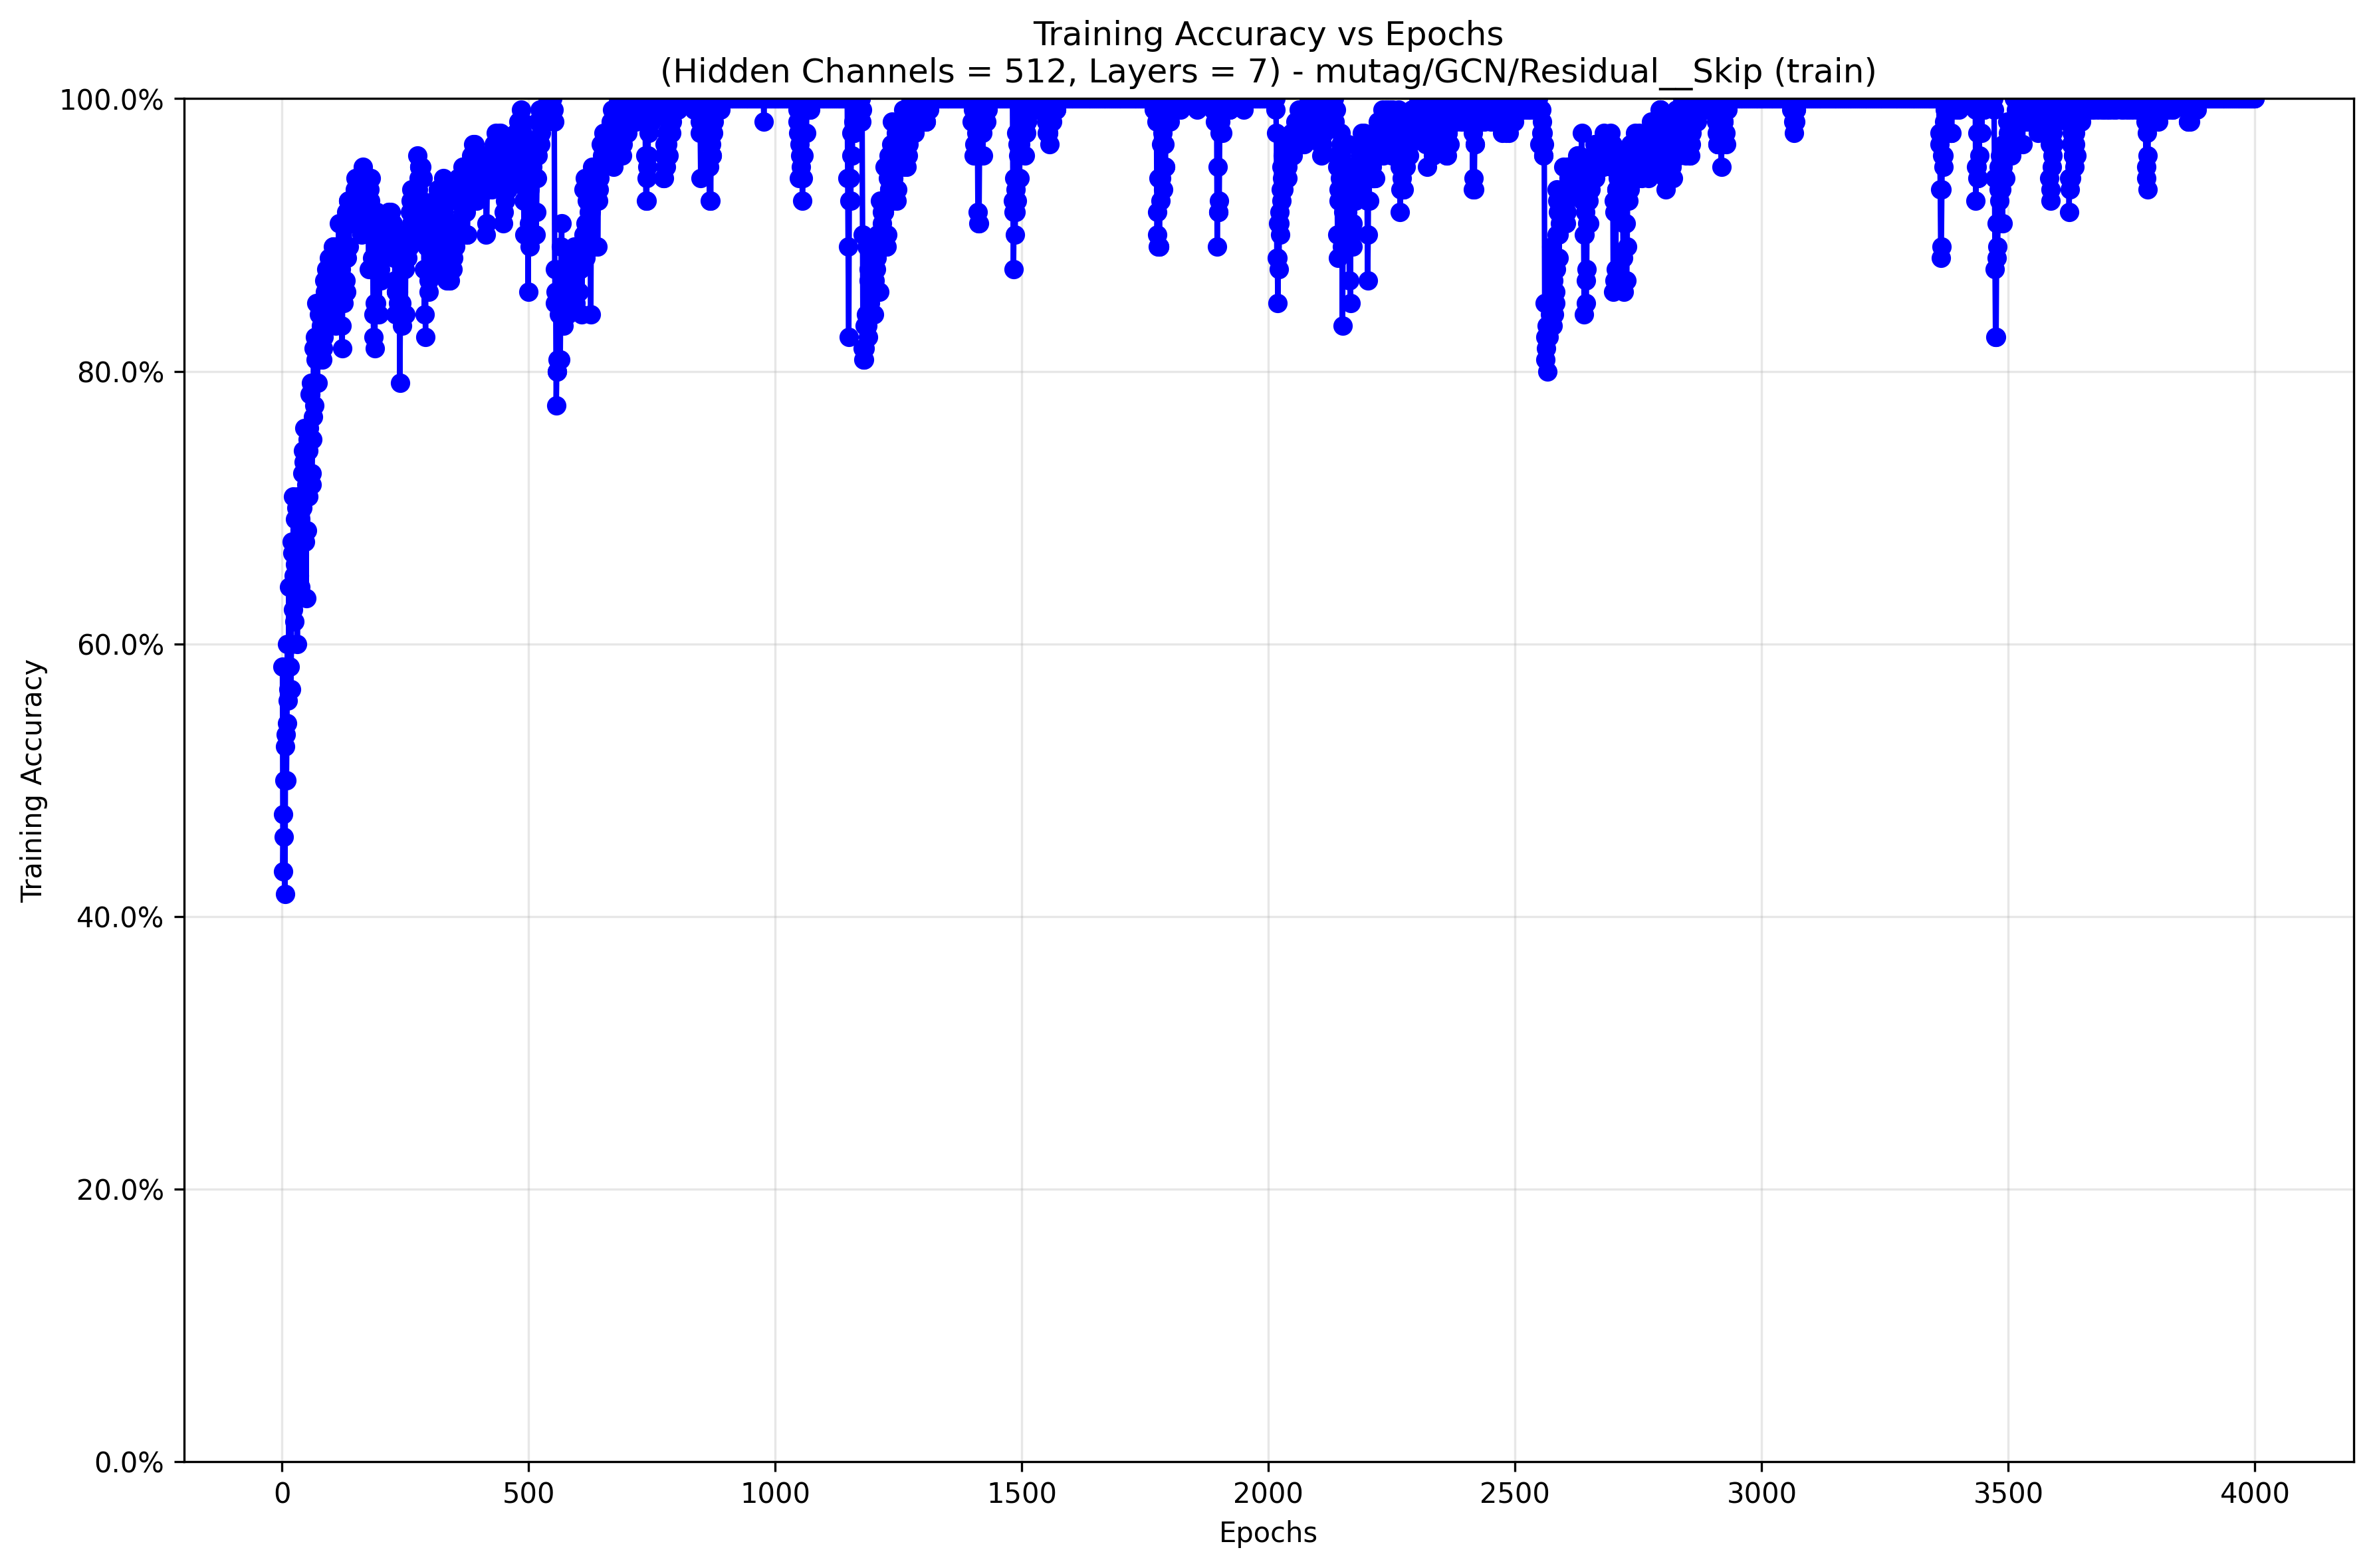 Training Accuracy vs Epochs
(Hidden Channels = 512, Layers = 7) - mutag/GCN/Residual__Skip (train)
100.0%
80.0%
60.0%
40.0%
20.0%
0.0%
Training Accuracy
0 500 1000 1500 2000 2500 3000 3500 4000
Epochs